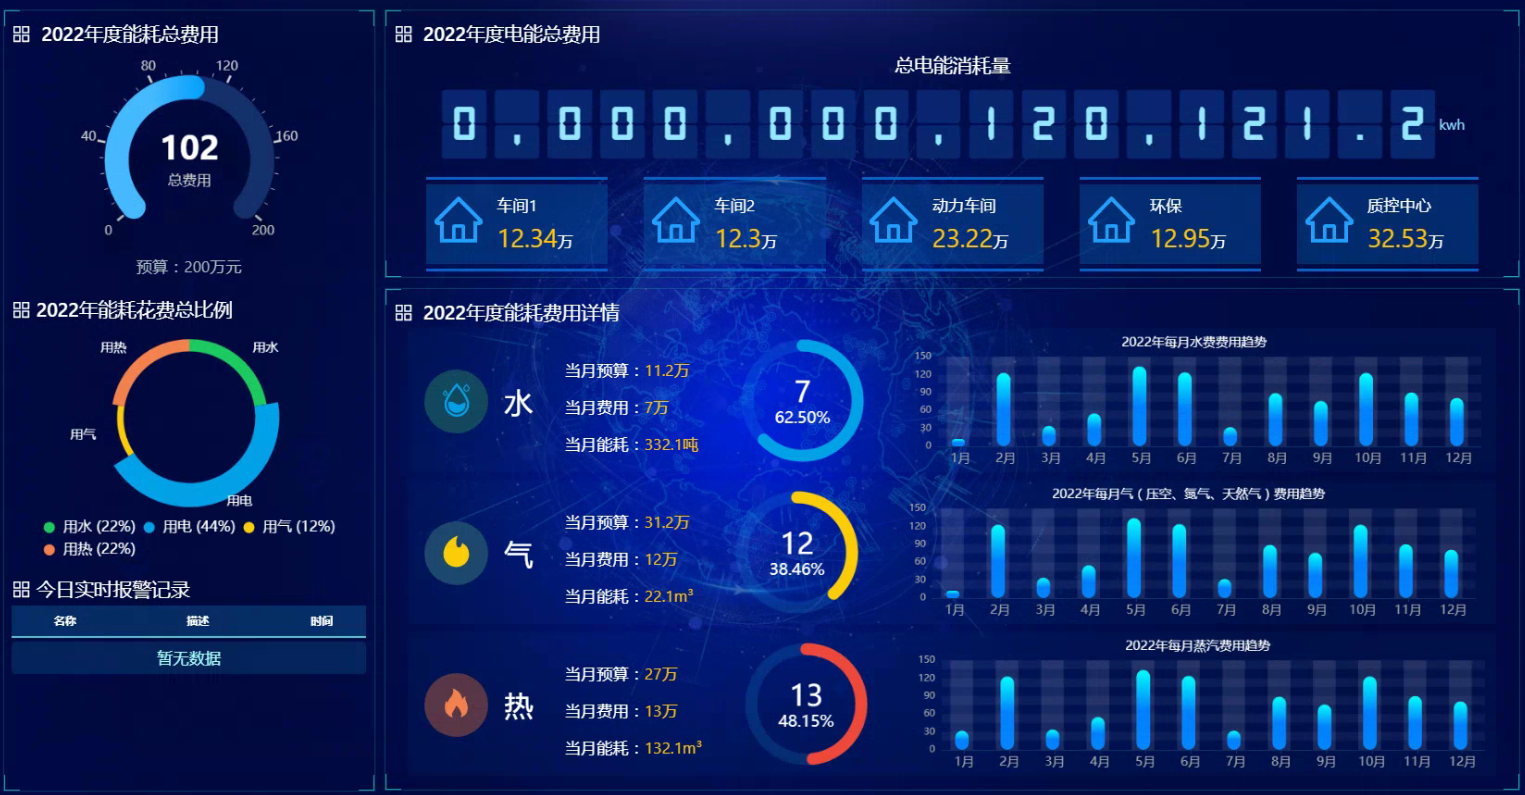 2022年度能耗总费用
80
120
40
160
102
总费用
0
200
预算：200万元
2022年能耗花费总比例
用热
用水
用气
用电
用水 (22%) 用电 (44%) 用气 (12%)
用热 (22%)
今日实时报警记录
名称 描述 时间
暂无数据
2022年度电能总费用
总电能消耗量
0,000,000,120,121.2 kwh
车间1
12.34万
车间2
12.3万
动力车间
23.22万
环保
12.95万
质控中心
32.53万
2022年度能耗费用详情
水
当月预算：11.2万
当月费用：7万
当月能耗：332.1吨
7
62.50%
2022年每月水费费用趋势
150
120
90
60
30
0
1月 2月 3月 4月 5月 6月 7月 8月 9月 10月 11月 12月
气
当月预算：31.2万
当月费用：12万
当月能耗：22.1m³
12
38.46%
2022年每月气（压空、氮气、天然气）费用趋势
150
120
90
60
30
0
1月 2月 3月 4月 5月 6月 7月 8月 9月 10月 11月 12月
热
当月预算：27万
当月费用：13万
当月能耗：132.1m³
13
48.15%
2022年每月蒸汽费用趋势
150
120
90
60
30
0
1月 2月 3月 4月 5月 6月 7月 8月 9月 10月 11月 12月